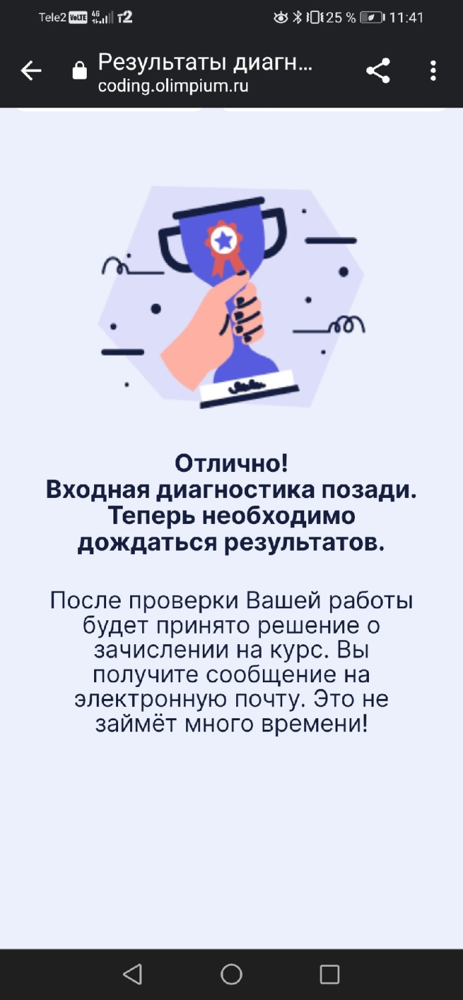 Tele2 VoLTE 4G T2 25 % 11:41
Результаты диагн...
coding.olimpium.ru
Отлично!
Входная диагностика позади.
Теперь необходимо
дождаться результатов.
После проверки Вашей работы
будет принято решение о
зачислении на курс. Вы
получите сообщение на
электронную почту. Это не
займёт много времени!